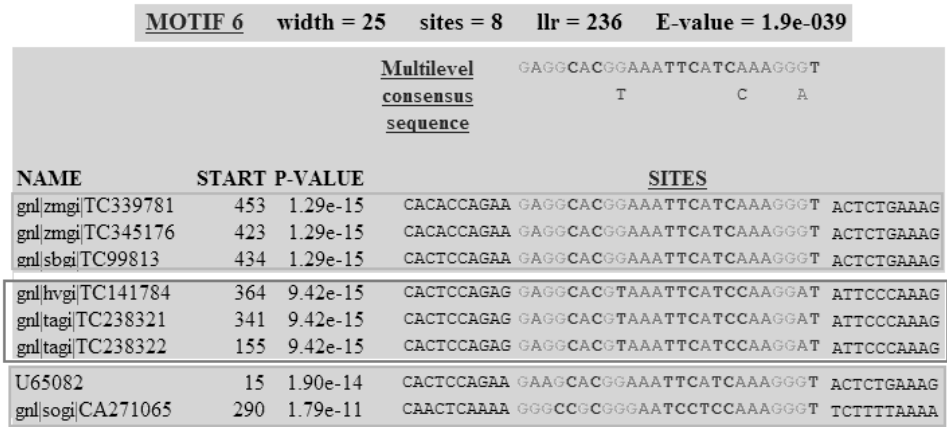 MOTIF 6 width = 25 sites = 8 llr = 236 E-value = 1.9e-039
Multilevel GAGGCACGGAAATTCATCAAAGGGT
consensus T C A
sequence
NAME START P-VALUE SITES
gnl|zmgi|TC339781 453 1.29e-15 CACACCAGAA GAGGCACGGAAATTCATCAAAGGGT ACTCTGAAAG
gnl|zmgi|TC345176 423 1.29e-15 CACACCAGAA GAGGCACGGAAATTCATCAAAGGGT ACTCTGAAAG
gnl|sbgi|TC99813 434 1.29e-15 CACTCCAGAA GAGGCACGGAAATTCATCAAAGGGT ACTCTGAAAG
gnl|hvgi|TC141784 364 9.42e-15 CACTCCAGAG GAGGCACGTAAATTCATCCAAGGAT ATTCCCAAAG
gnl|tagi|TC238321 341 9.42e-15 CACTCCAGAG GAGGCACGTAAATTCATCCAAGGAT ATTCCCAAAG
gnl|tagi|TC238322 155 9.42e-15 CACTCCAGAG GAGGCACGTAAATTCATCCAAGGAT ATTCCCAAAG
U65082 15 1.90e-14 CACTCCAGAA GAAGCACGGAAATTCATCAAAGGGT ACTCTGAAAG
gnl|sogi|CA271065 290 1.79e-11 CAACTCAAAA GGGCCGCGGGAATCCTCCAAAGGGT TCTTTTAAAA